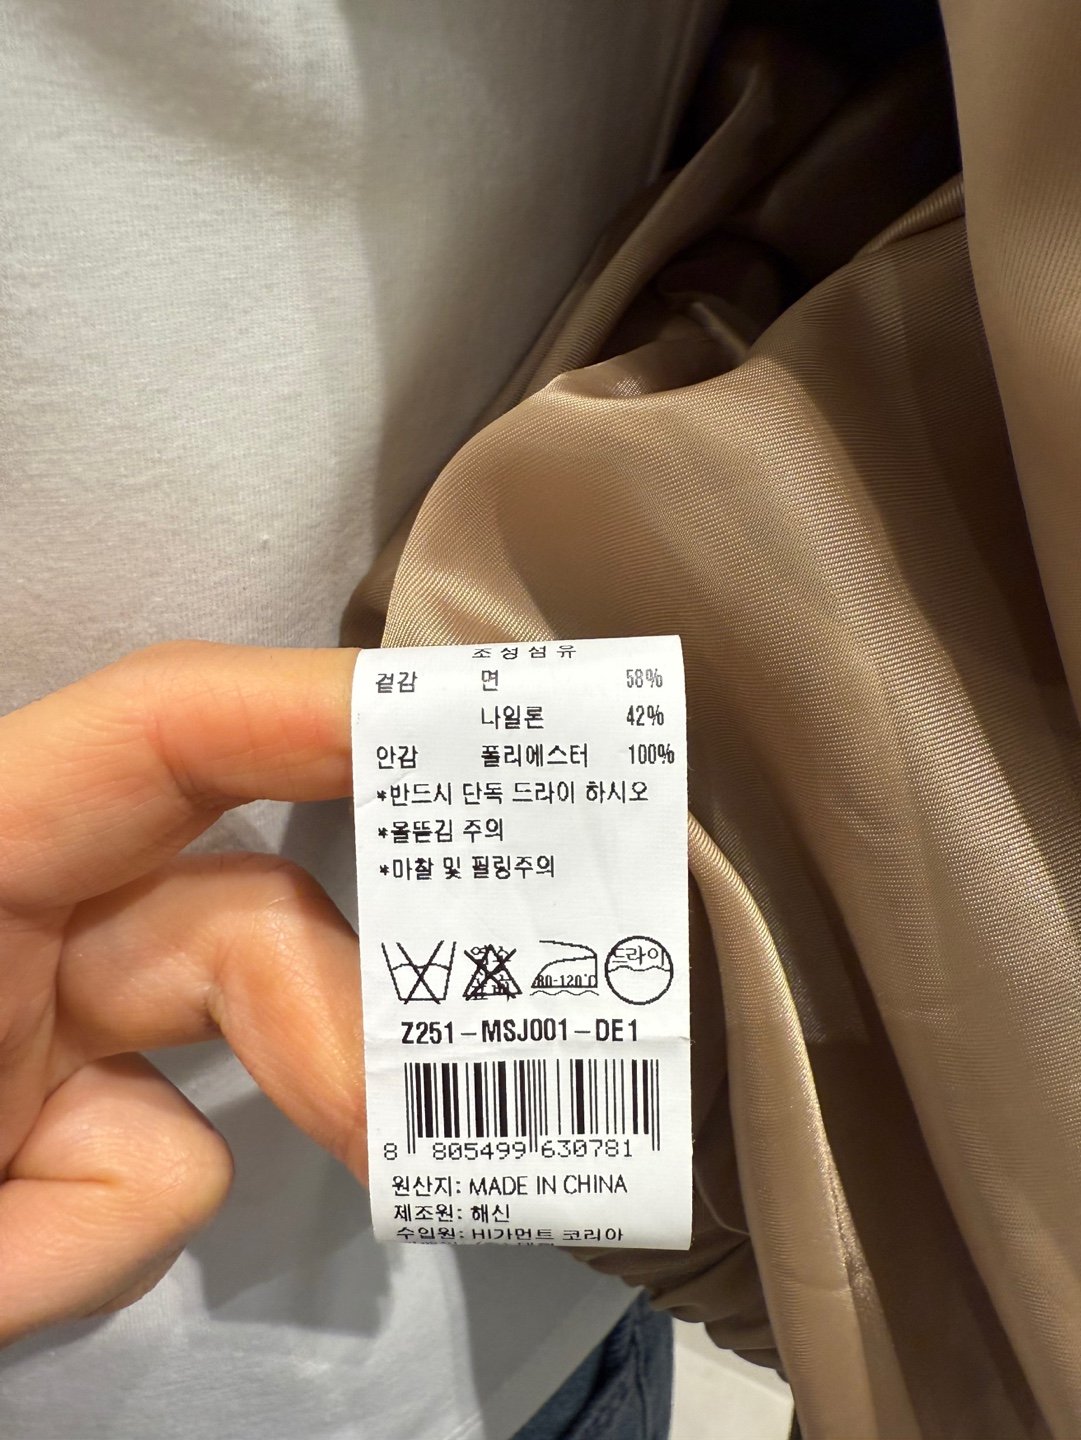 조성섬유
겉감 면 58%
나일론 42%
안감 폴리에스터 100%
*반드시 단독 드라이 하시오
*올뜯김 주의
*마찰 및 필링주의
80-120℃ 드라이
Z251-MSJ001-DE1
8 805499 630781
원산지: MADE IN CHINA
제조원: 해신
수입원: 비가먼트 코리아